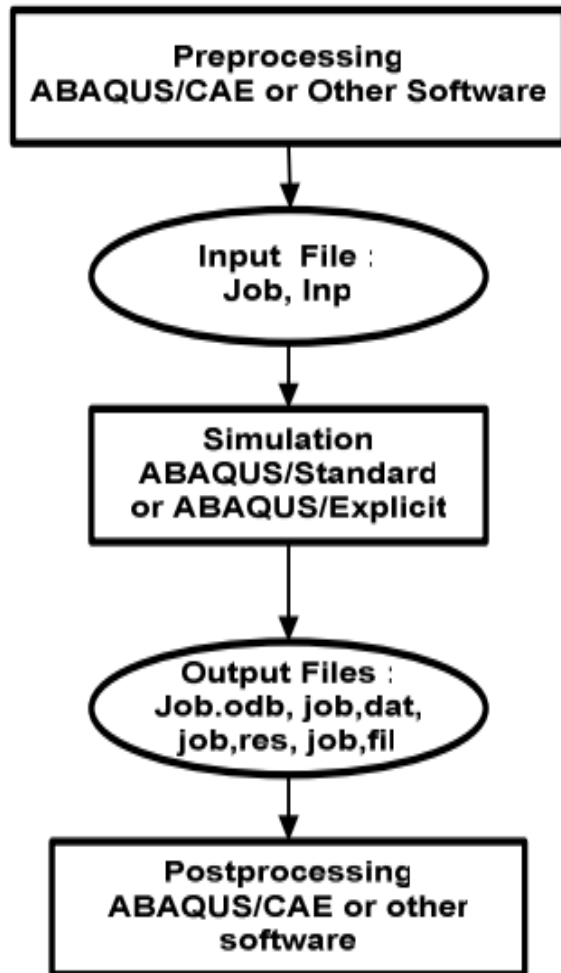 Preprocessing
ABAQUS/CAE or Other Software
Input File :
Job, Inp
Simulation
ABAQUS/Standard
or ABAQUS/Explicit
Output Files :
Job.odb, job,dat,
job,res, job,fil
Postprocessing
ABAQUS/CAE or other
software